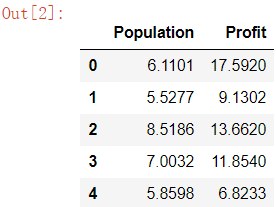 Out[2]:
Population Profit
0 6.1101 17.5920
1 5.5277 9.1302
2 8.5186 13.6620
3 7.0032 11.8540
4 5.8598 6.8233